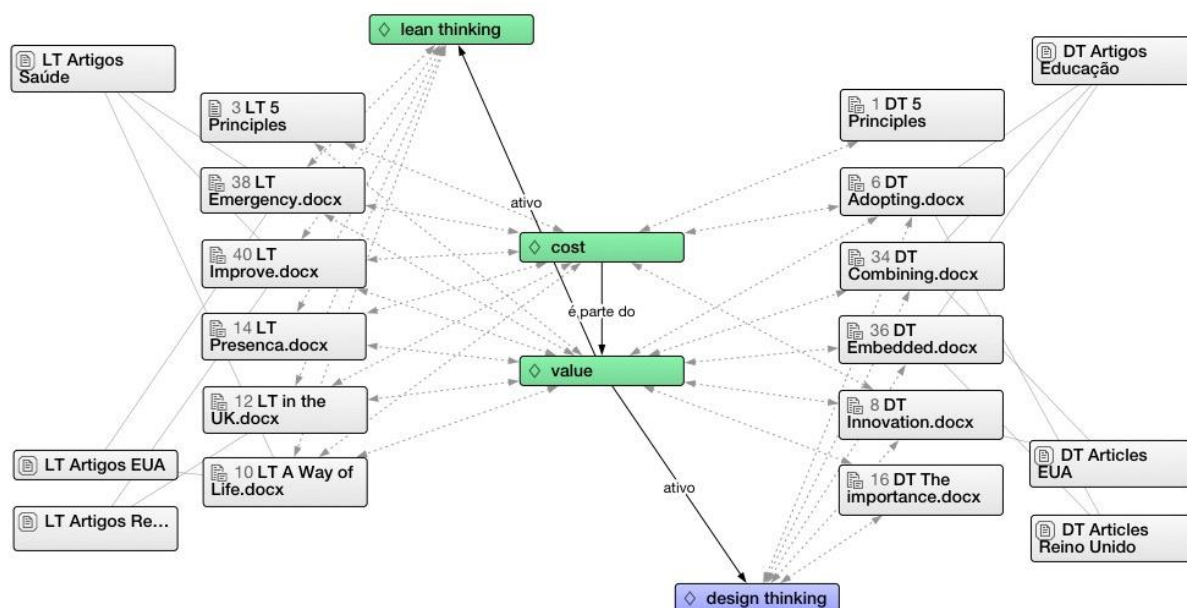 lean thinking
LT Artigos
Saúde
DT Artigos
Educação
3 LT 5
Principles
1 DT 5
Principles
38 LT
Emergency.docx
6 DT
Adopting.docx
ativo
cost
40 LT
Improve.docx
34 DT
Combining.docx
é parte do
14 LT
Presenca.docx
36 DT
Embedded.docx
value
12 LT in the
UK.docx
8 DT
Innovation.docx
LT Artigos EUA
10 LT A Way of
Life.docx
DT Articles
EUA
ativo
16 DT The
importance.docx
LT Artigos Re...
DT Articles
Reino Unido
design thinking